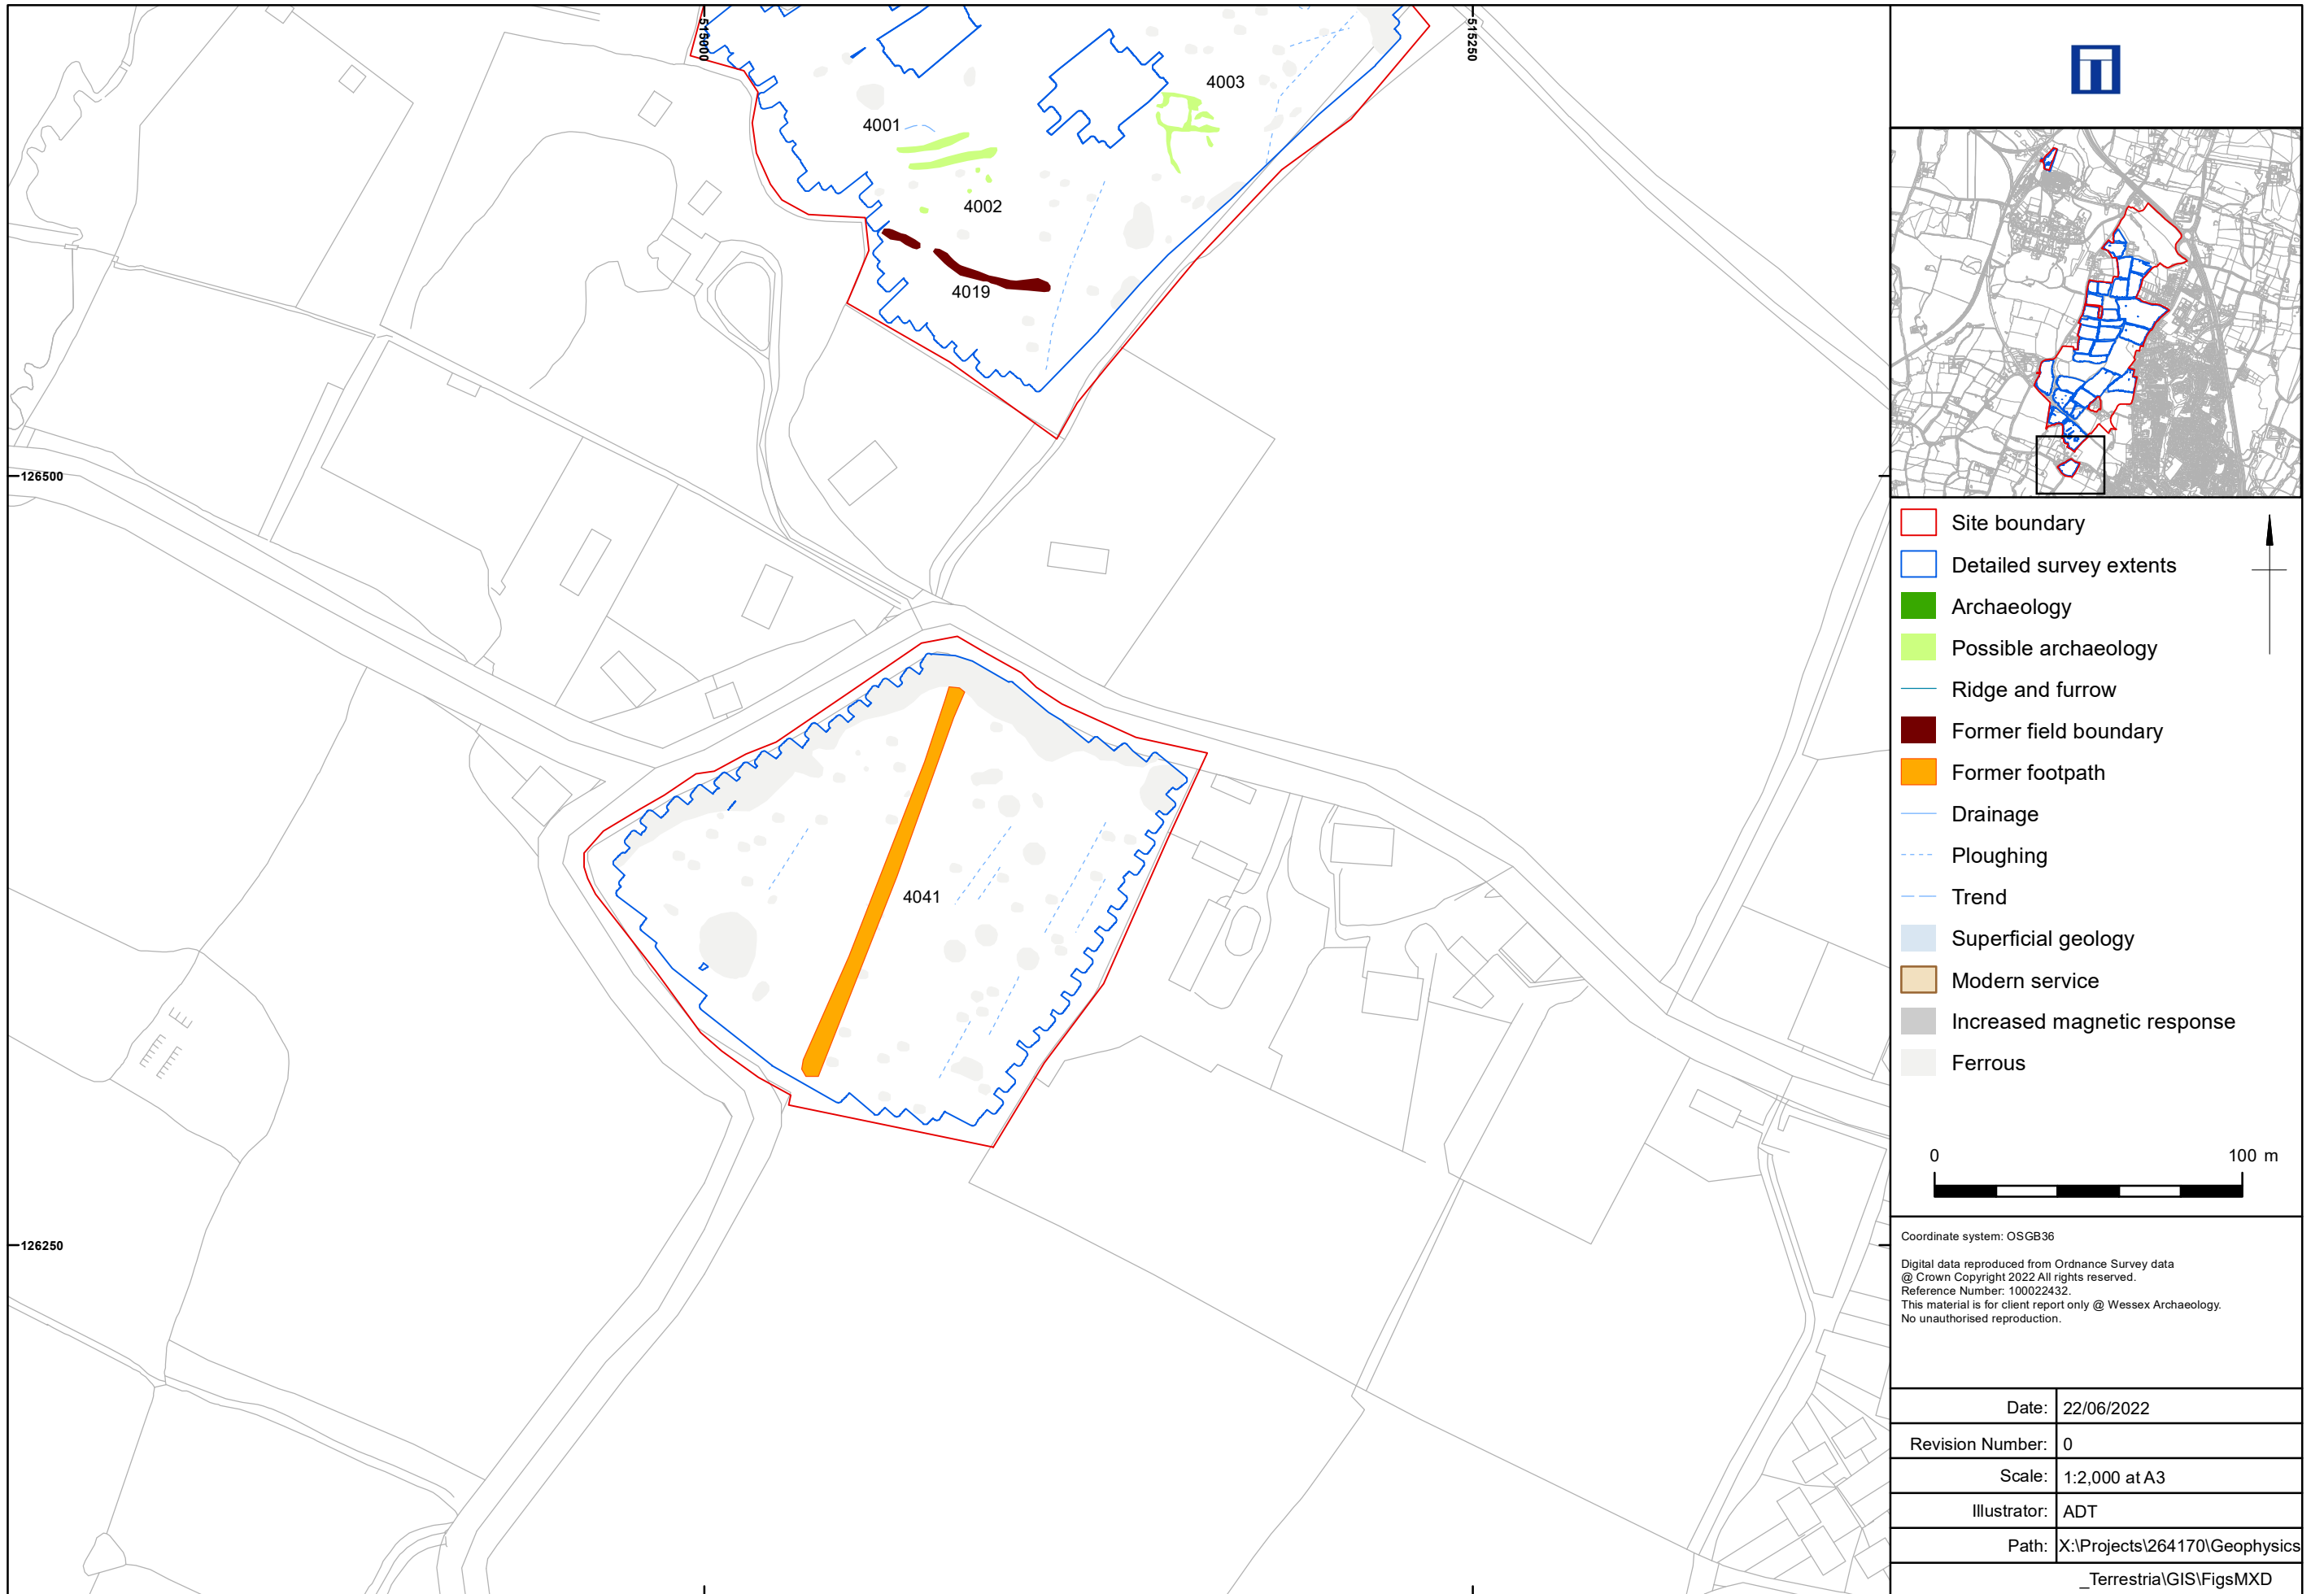 515000
515250
4003
4001
4002
4019
126500
4041
126250
Site boundary
Detailed survey extents
Archaeology
Possible archaeology
Ridge and furrow
Former field boundary
Former footpath
Drainage
Ploughing
Trend
Superficial geology
Modern service
Increased magnetic response
Ferrous
0 100 m
Coordinate system: OSGB36
Digital data reproduced from Ordnance Survey data
@ Crown Copyright 2022 All rights reserved.
Reference Number: 100022432.
This material is for client report only @ Wessex Archaeology.
No unauthorised reproduction.
Date: 22/06/2022
Revision Number: 0
Scale: 1:2,000 at A3
Illustrator: ADT
Path: X:\Projects\264170\Geophysics
_Terrestria\GIS\FigsMXD